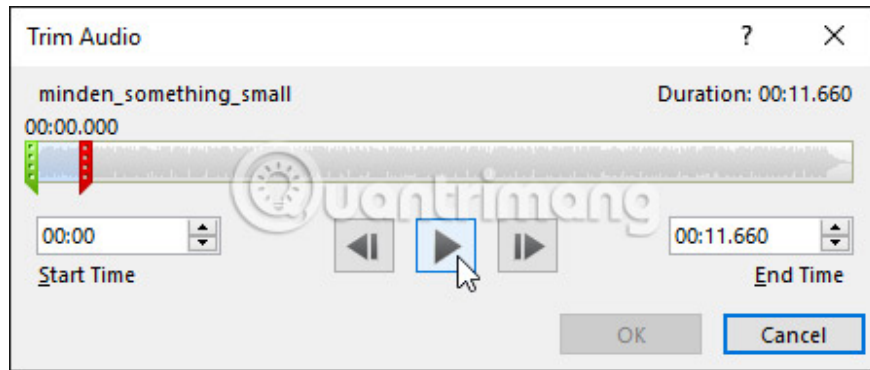 Trim Audio
minden_something_small
Duration: 00:11.660
00:00.000
Quantrimang
00:00
00:11.660
Start Time
End Time
OK
Cancel